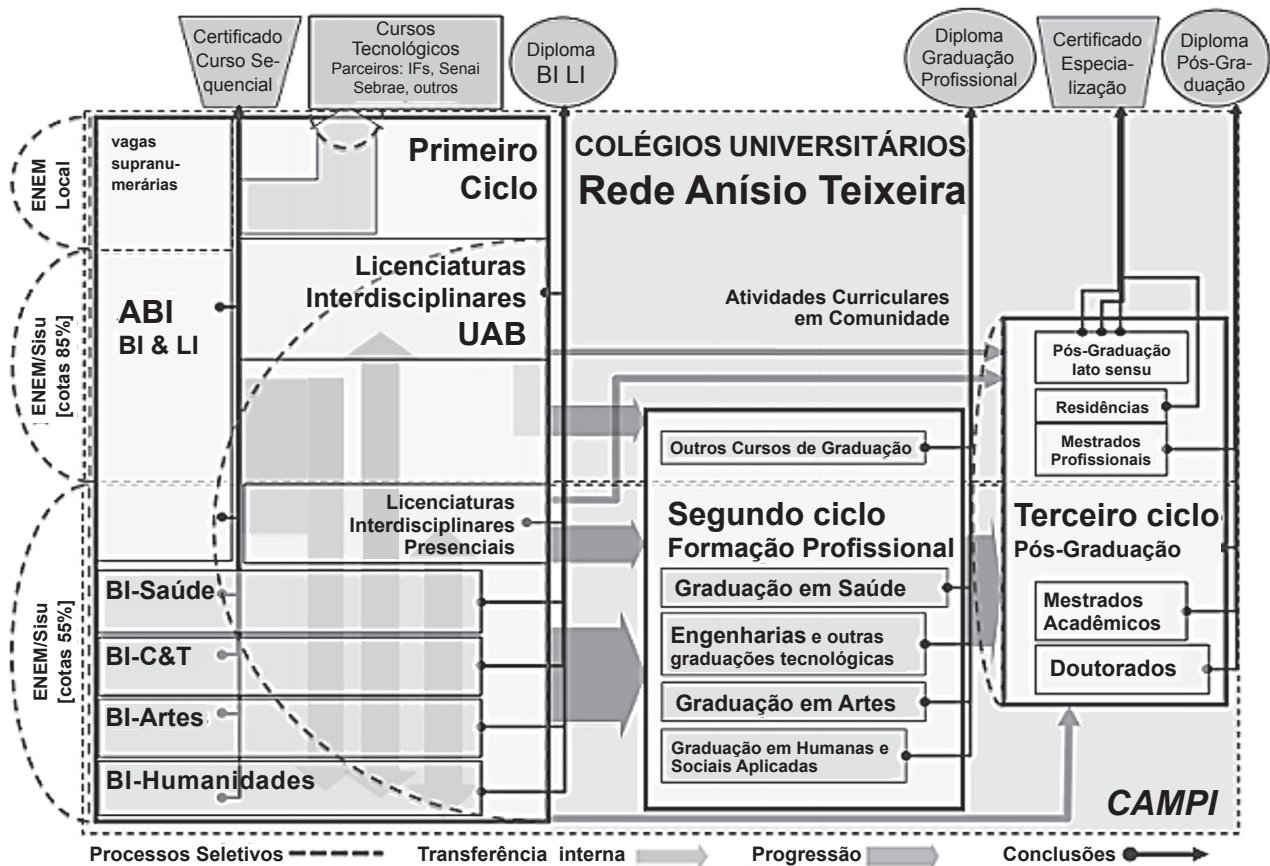 Certificado
Curso Se-
quencial
Cursos
Tecnológicos
Parceiros: IFs, Senai
Sebrae, outros
Diploma
BI LI
Diploma
Graduação
Profissional
Certificado
Especia-
lização
Diploma
Pós-Gra-
duação
ENEM
Local
vagas
supranu-
merárias
Primeiro
Ciclo
COLÉGIOS UNIVERSITÁRIOS
Rede Anísio Teixeira
ENEM/Sisu
[cotas 85%]
ABI
BI & LI
Licenciaturas
Interdisciplinares
UAB
Atividades Curriculares
em Comunidade
Pós-Graduação
lato sensu
Residências
Mestrados
Profissionais
Outros Cursos de Graduação
ENEM/Sisu
[cotas 55%]
Licenciaturas
Interdisciplinares
Presenciais
Segundo ciclo
Formação Profissional
Terceiro ciclo
Pós-Graduação
BI-Saúde
BI-C&T
BI-Artes
BI-Humanidades
Graduação em Saúde
Engenharias e outras
graduações tecnológicas
Graduação em Artes
Graduação em Humanas e
Sociais Aplicadas
Mestrados
Acadêmicos
Doutorados
CAMPI
Processos Seletivos
Transferência interna
Progressão
Conclusões